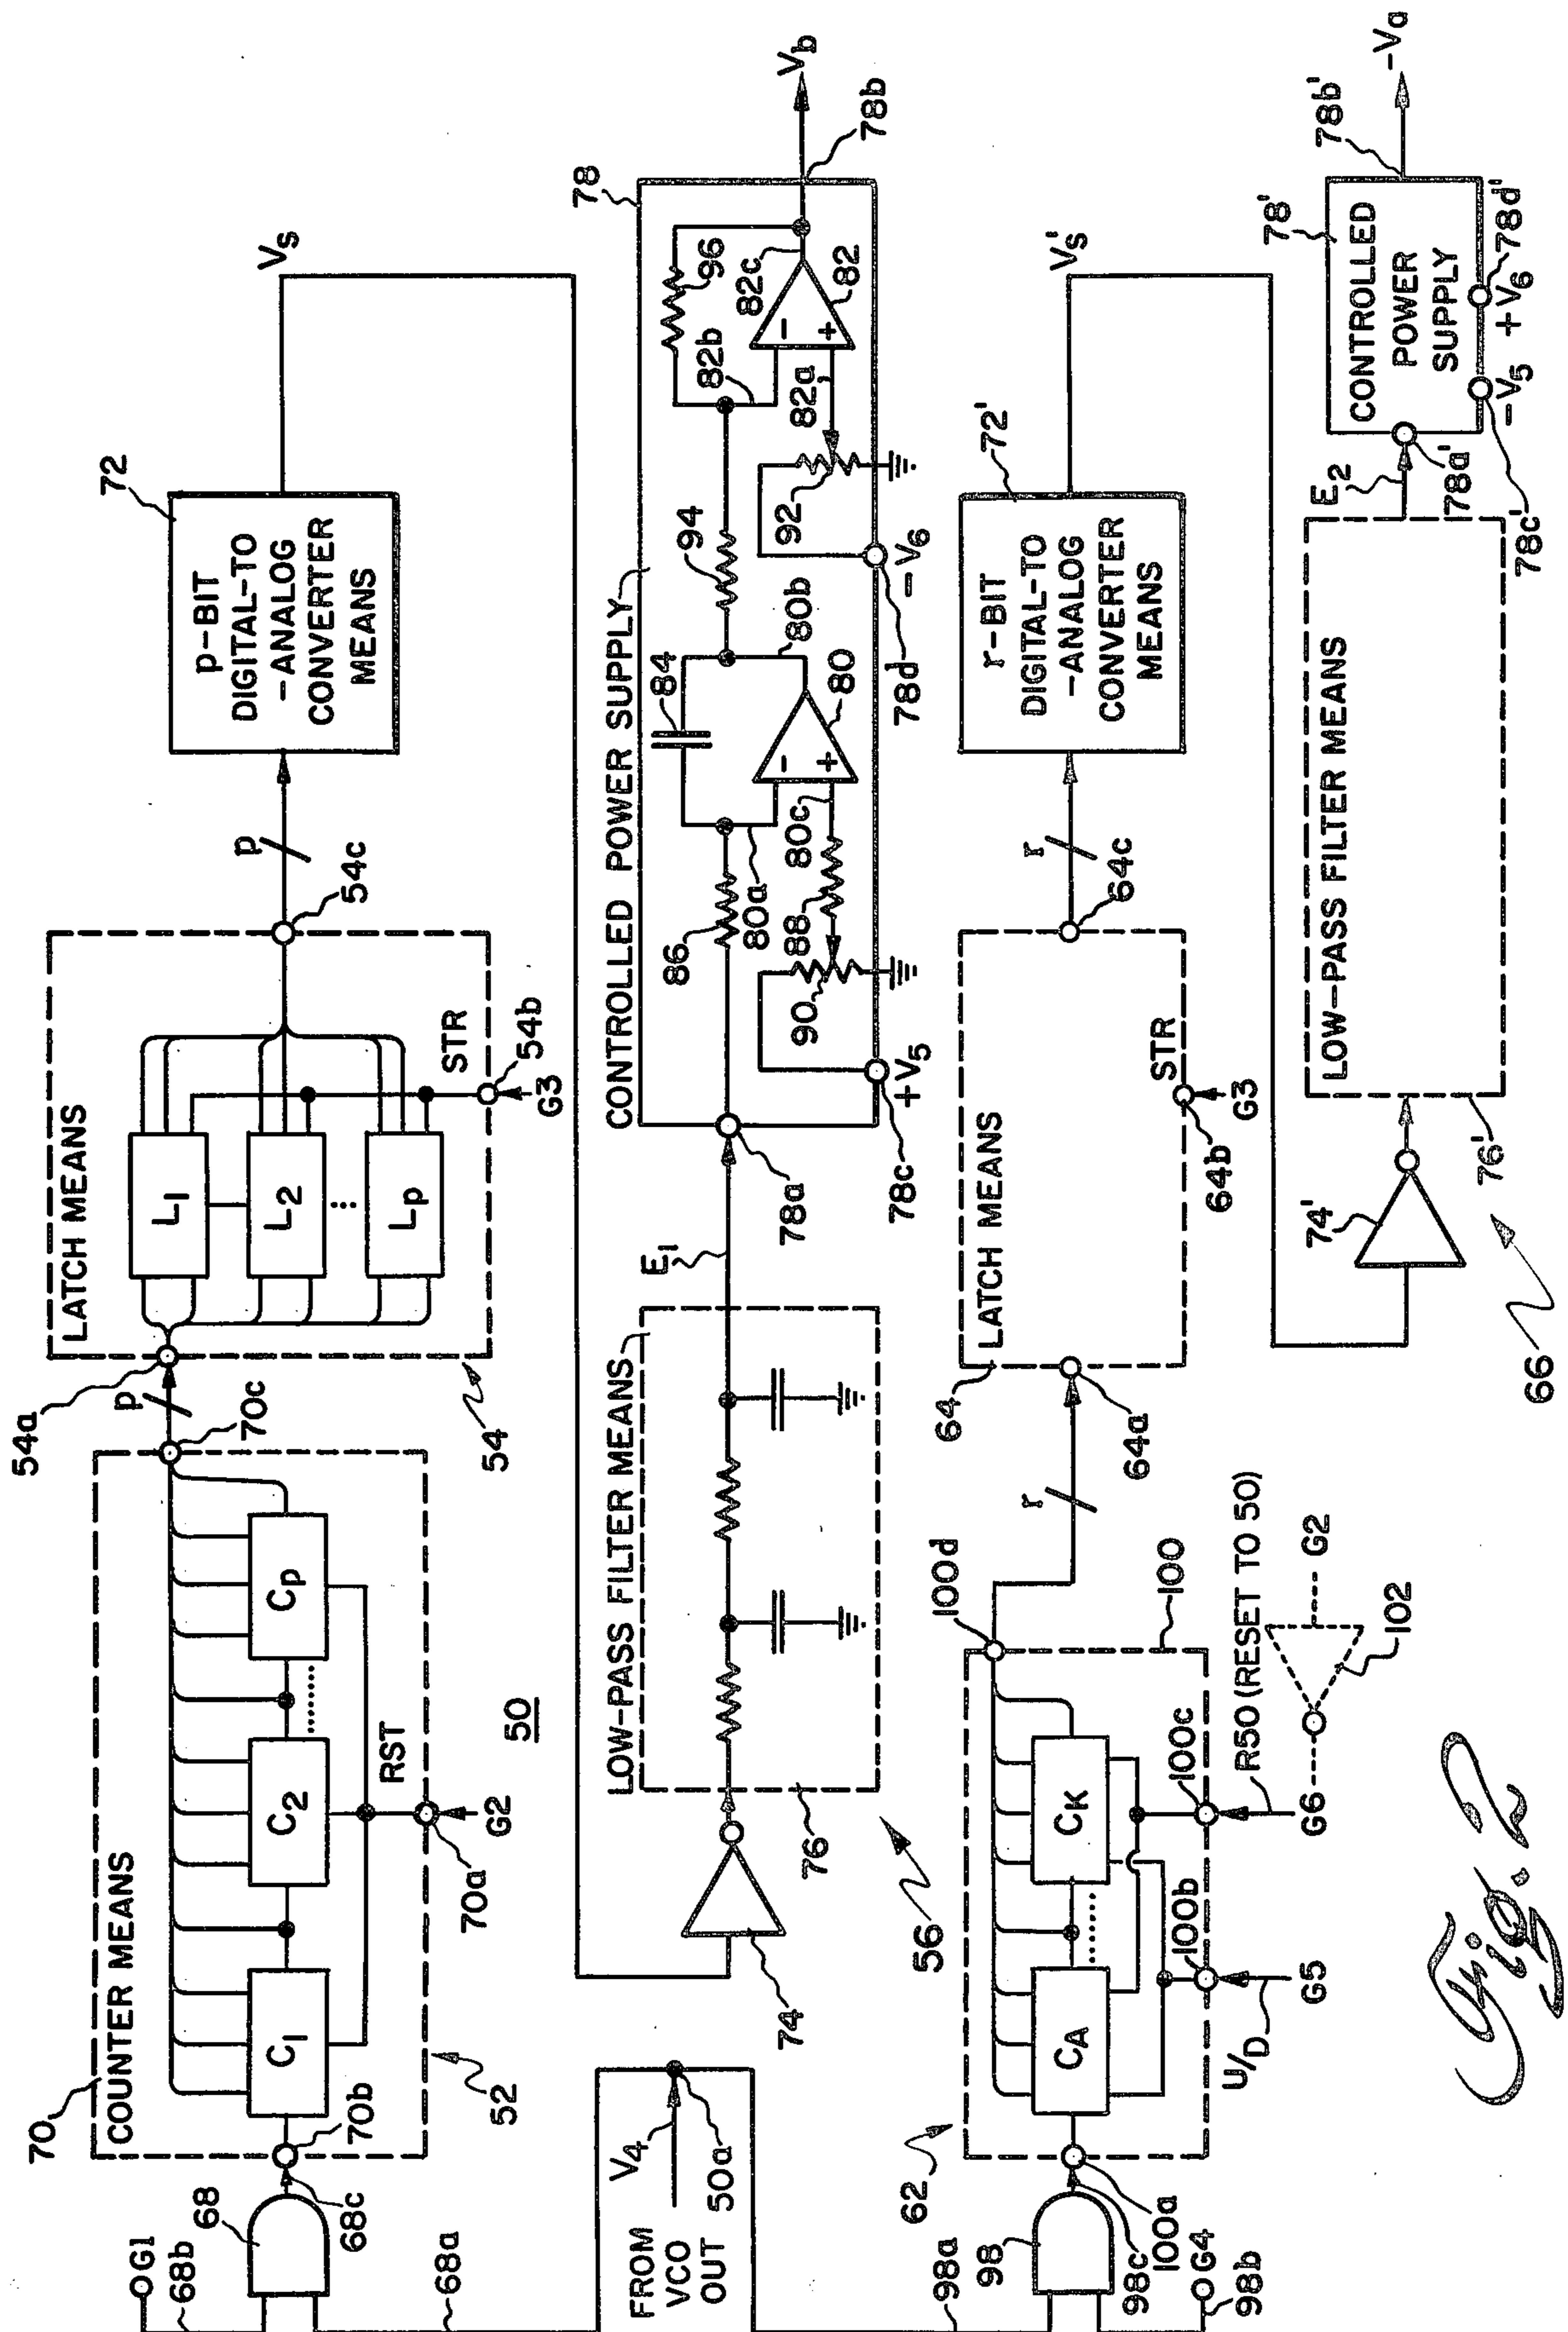 COUNTER MEANS
70
C1
C2
Cp
RST
70a
G2
70b
70c
52
68
68a
68b
68c
G1
p
54a
LATCH MEANS
L1
L2
Lp
STR
54b
G3
54c
54
p
72
p-BIT
DIGITAL-TO
-ANALOG
CONVERTER
MEANS
Vs
50
FROM
VCO
OUT
V4
50a
74
LOW-PASS FILTER MEANS
76
56
E1
78a
CONTROLLED POWER SUPPLY
78
86
84
80a
80
80b
80c
88
90
78c
+V5
94
92
78d
-V6
96
82b
82c
82a
82
78b
Vb
98
98a
98b
98c
G4
100a
62
CA
CK
100b
U/D
G5
100c
R50 (RESET TO 50)
G6
G2
102
100
100d
r
64a
64
LATCH MEANS
STR
64b
G3
64c
r
r-BIT
DIGITAL-TO
-ANALOG
CONVERTER
MEANS
72'
Vs'
74'
LOW-PASS FILTER MEANS
76'
66
E2
78a'
CONTROLLED
POWER
SUPPLY
78'
78b'
-Va
78c'
-V5
78d'
+V6
Fig. 2